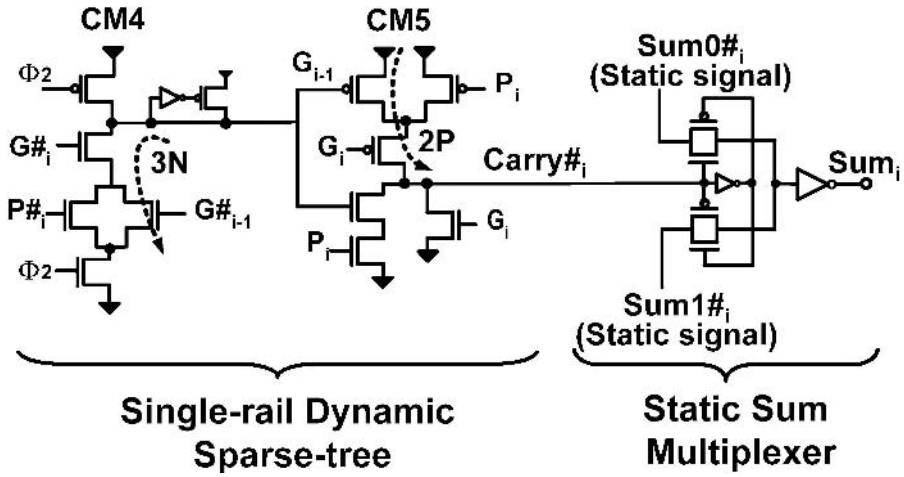 CM4
CM5
Φ2
G#i
3N
P#i
G#i-1
Φ2
Gi-1
Pi
Gi
2P
Carry#i
Pi
Gi
Sum0#i
(Static signal)
Sumi
Sum1#i
(Static signal)
Single-rail Dynamic
Sparse-tree
Static Sum
Multiplexer